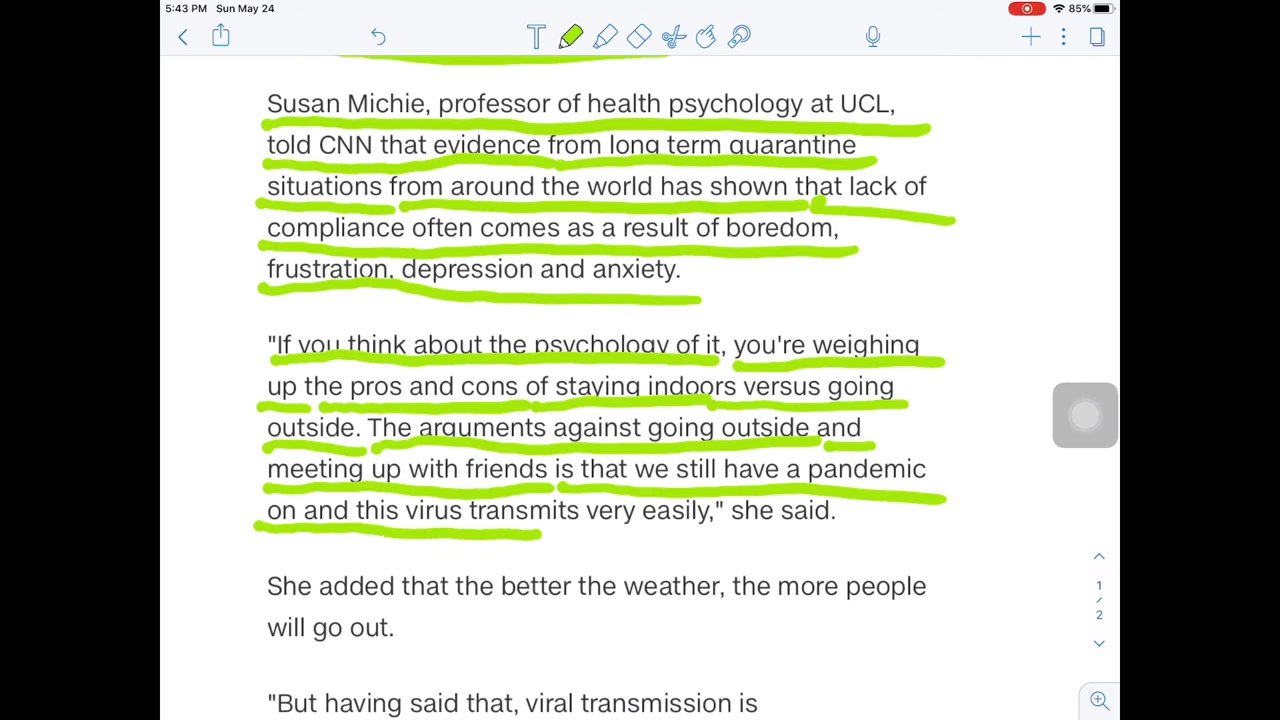 5:43 PM Sun May 24
85%
T
Susan Michie, professor of health psychology at UCL,
told CNN that evidence from long term quarantine
situations from around the world has shown that lack of
compliance often comes as a result of boredom,
frustration, depression and anxiety.
"If you think about the psychology of it, you're weighing
up the pros and cons of staying indoors versus going
outside. The arguments against going outside and
meeting up with friends is that we still have a pandemic
on and this virus transmits very easily," she said.
She added that the better the weather, the more people
will go out.
"But having said that, viral transmission is
1
/
2